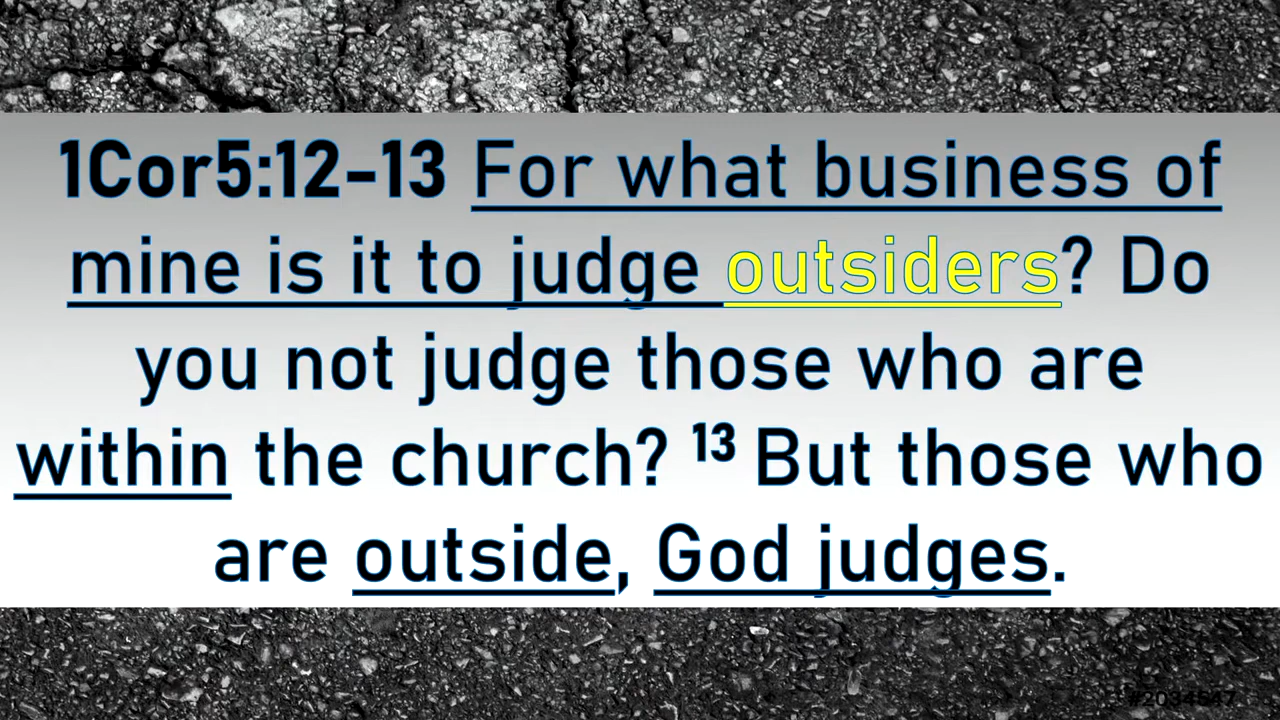 1Cor5:12-13 For what business of
mine is it to judge outsiders? Do
you not judge those who are
within the church? 13 But those who
are outside, God judges.